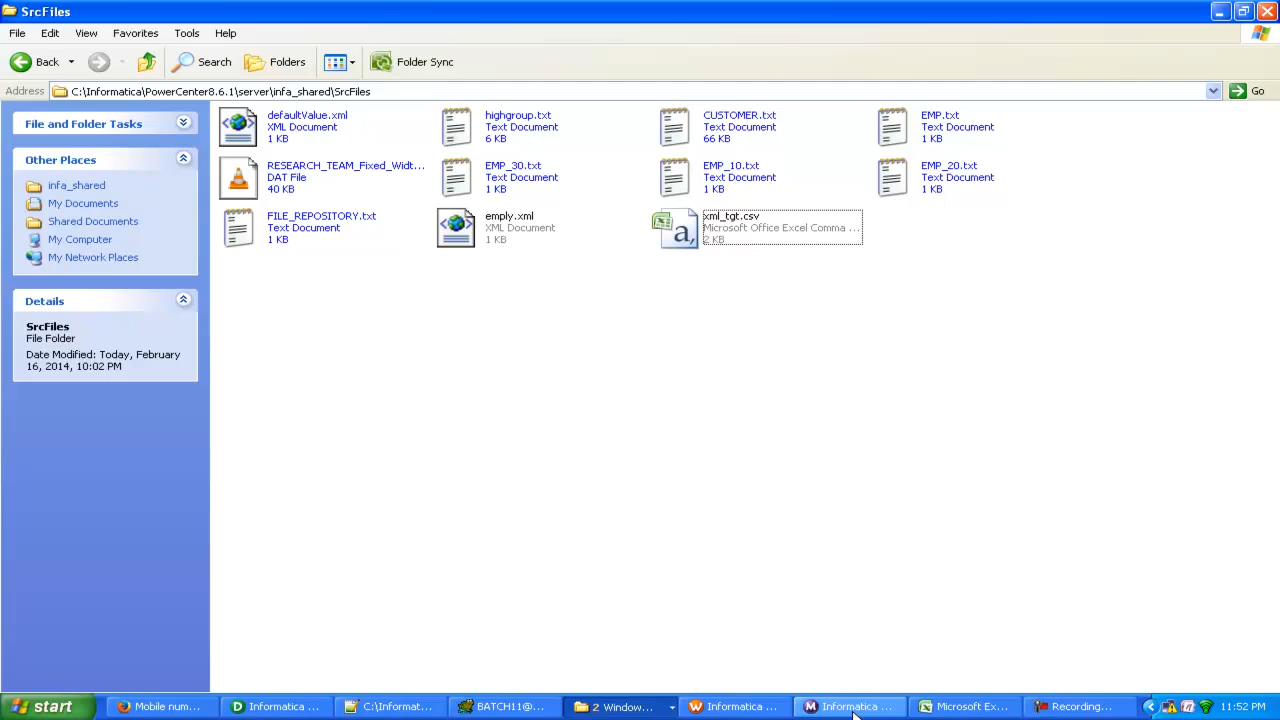 SrcFiles
File Edit View Favorites Tools Help
Back Search Folders Folder Sync
Address C:\Informatica\PowerCenter8.6.1\server\infa_shared\SrcFiles Go
File and Folder Tasks
Other Places
infa_shared
My Documents
Shared Documents
My Computer
My Network Places
Details
SrcFiles
File Folder
Date Modified: Today, February
16, 2014, 10:02 PM
defaultValue.xml
XML Document
1 KB
highgroup.txt
Text Document
6 KB
CUSTOMER.txt
Text Document
66 KB
EMP.txt
Text Document
1 KB
RESEARCH_TEAM_Fixed_Widt...
DAT File
40 KB
EMP_30.txt
Text Document
1 KB
EMP_10.txt
Text Document
1 KB
EMP_20.txt
Text Document
1 KB
FILE_REPOSITORY.txt
Text Document
1 KB
emply.xml
XML Document
1 KB
xml_tgt.csv
Microsoft Office Excel Comma ...
2 KB
start Mobile num... Informatica ... C:\Informat... BATCH11@... 2 Window... Informatica ... Informatica ... Microsoft Ex... Recording... 11:52 PM